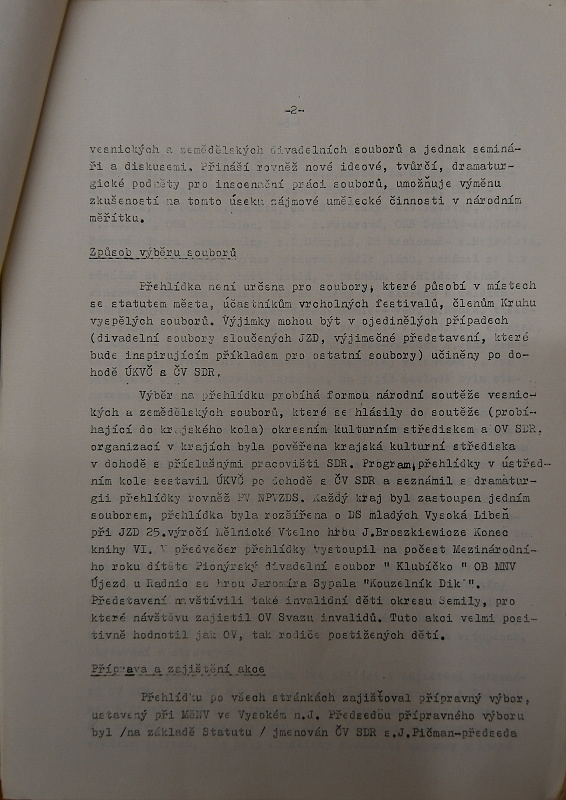 -2-
vesnických a zemědělských divadelních souborů a jednak seminá-
ři a diskusemi. Přináší rovněž nové ideové, tvůrčí, dramatur-
gické podněty pro inscenační práci souborů, umožňuje výměnu
zkušeností na tomto úseku zájmové umělecké činnosti v národním
měřítku.
Způsob výběru souborů
Přehlídka není určena pro soubory, které působí v místech
se statutem města, účastníkům vrcholných festivalů, členům Kruhu
vyspělých souborů. Výjimky mohou být v ojedinělých případech
(divadelní soubory sloučených JZD, výjimečné představení, které
bude inspirujícím příkladem pro ostatní soubory) učiněny po do-
hodě ÚKVČ a ČV SDR.
Výběr na přehlídku probíhá formou národní soutěže vesnic-
kých a zemědělských souborů, které se hlásily do soutěže (probí-
hající do krajského kola) okresním kulturním střediskem a OV SDR.
organizací v krajích byla pověřena krajská kulturní střediska
v dohodě s příslušnými pracovišti SDR. Program přehlídky v ústřed-
ním kole sestavil ÚKVČ po dohodě s ČV SDR a seznámil s dramatur-
gií přehlídky rovněž PV NPVZDS. Každý kraj byl zastoupen jedním
souborem, přehlídka byla rozšířena o DS mladých Vysoká Libeň
při JZD 25.výročí Mělnické Vtelno hrbu J.Broszkiewicze Konec
knihy VI. V předvečer přehlídky vystoupil na počest Mezinárodní-
ho roku dítěte Pionýrský divadelní soubor " Klubíčko " OB MNV
Újezd u Radnic se hrou Jaromíra Sypala "Kouzelník Dik".
Představení navštívili také invalidní děti okresu Semily, pro
které návštěvu zajistil OV Svazu invalidů. Tuto akci velmi posi-
tivně hodnotil jak OV, tak rodiče postižených dětí.
Příprava a zajištění akce
Přehlídku po všech stránkách zajišťoval přípravný výbor,
ustavený při MěNV ve Vysokém n.J. Předsedou přípravného výboru
byl /na základě Statutu / jmenován ČV SDR s.J.Pičman-předseda